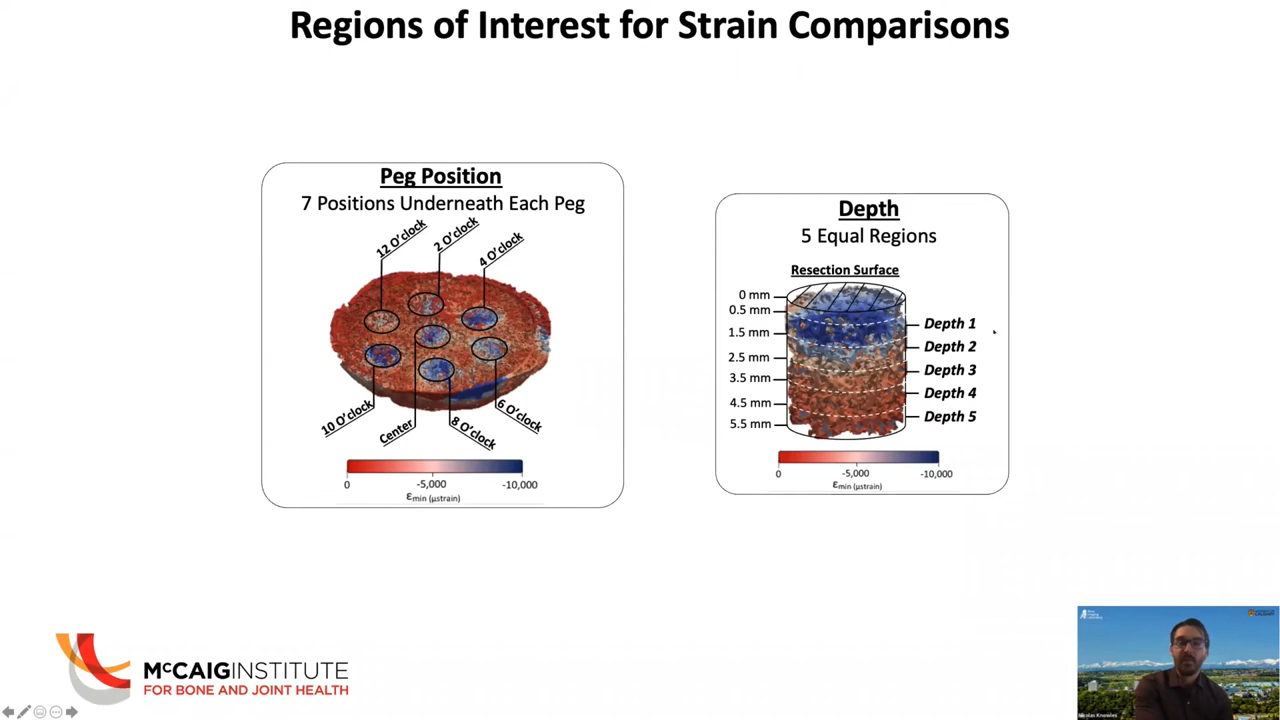 Regions of Interest for Strain Comparisons
Peg Position
7 Positions Underneath Each Peg
12 O'clock
2 O'clock
4 O'clock
10 O'clock
Center
8 O'clock
6 O'clock
0
-5,000
-10,000
εmin (μstrain)
Depth
5 Equal Regions
Resection Surface
0 mm
0.5 mm
1.5 mm
2.5 mm
3.5 mm
4.5 mm
5.5 mm
Depth 1
Depth 2
Depth 3
Depth 4
Depth 5
0
-5,000
-10,000
εmin (μstrain)
McCAIG INSTITUTE
FOR BONE AND JOINT HEALTH
Nicolas Knowles